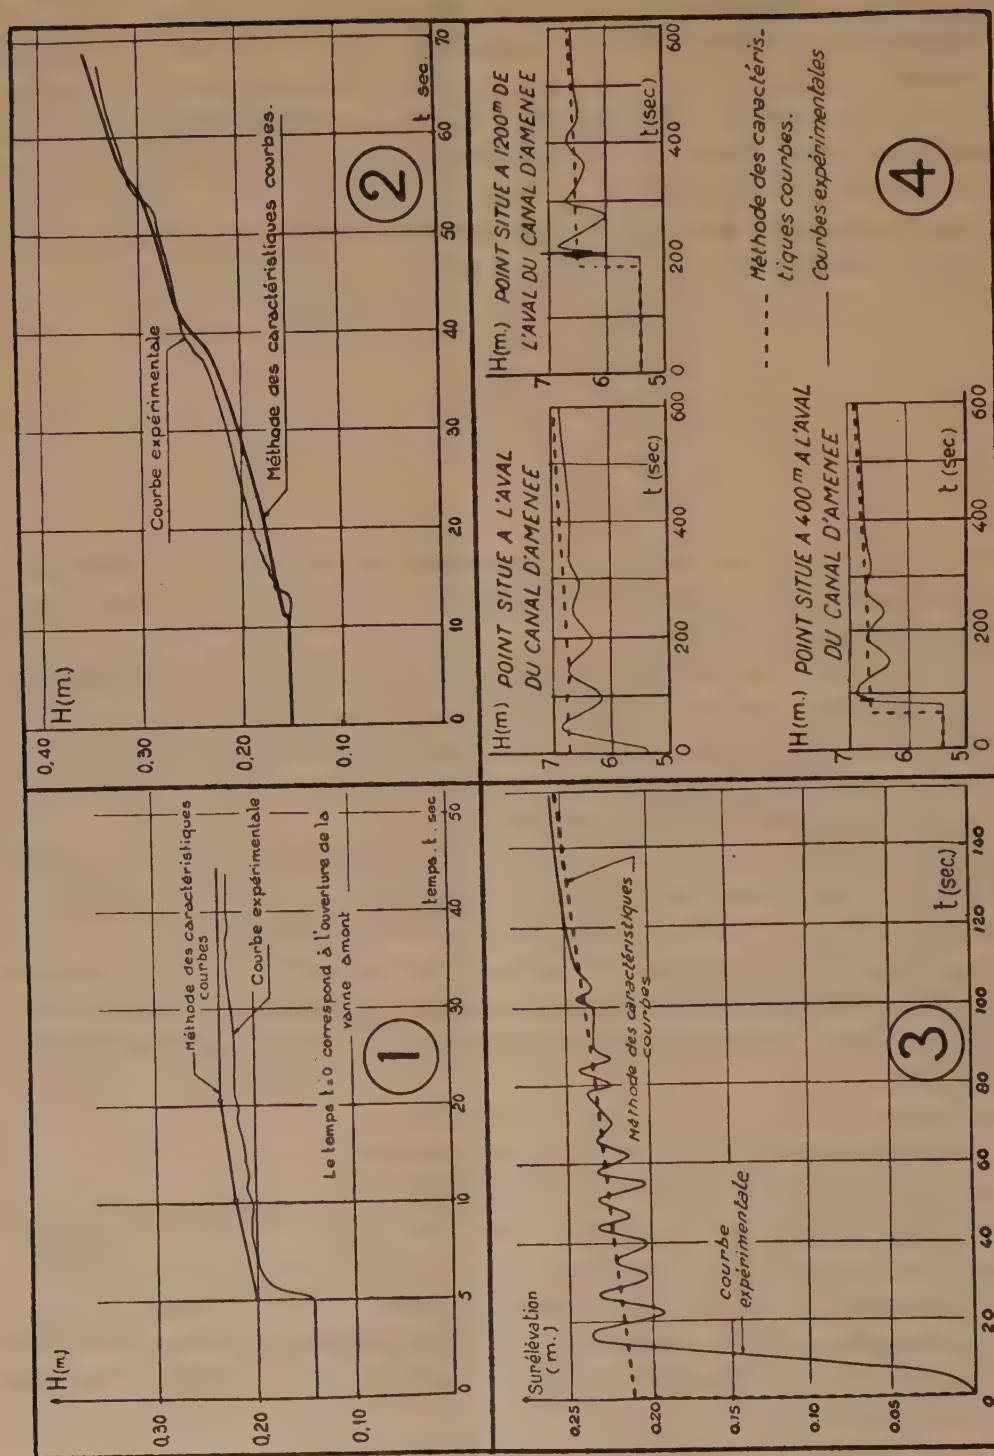 H(m)
0,30
0,20
0,10
0
5
10
20
30
40
50
temps . t . sec
Méthode des caractéristiques
courbes
Courbe expérimentale
Le temps t=0 correspond à l'ouverture de la
vanne amont
1
H(m.)
0,40
0,30
0,20
0,10
0
10
20
30
40
50
60
70
t . sec.
Courbe expérimentale
Méthode des caractéristiques courbes.
2
Surélévation
(m.)
0,25
0,20
0,15
0,10
0.05
0
20
40
60
80
100
120
140
t (sec.)
Méthode des caractéristiques
courbes
courbe
expérimentale
3
H(m) POINT SITUE A L'AVAL
DU CANAL D'AMENEE
7
6
5
0
200
400
600
t (sec)
H(m.) POINT SITUE A 1200m DE
L'AVAL DU CANAL D'AMENEE
7
6
5
0
200
400
600
t(sec.)
H(m.) POINT SITUE A 400m A L'AVAL
DU CANAL D'AMENEE
7
6
5
0
200
400
600
t (sec)
---- Méthode des caractéris-
tiques courbes.
—— Courbes expérimentales
4